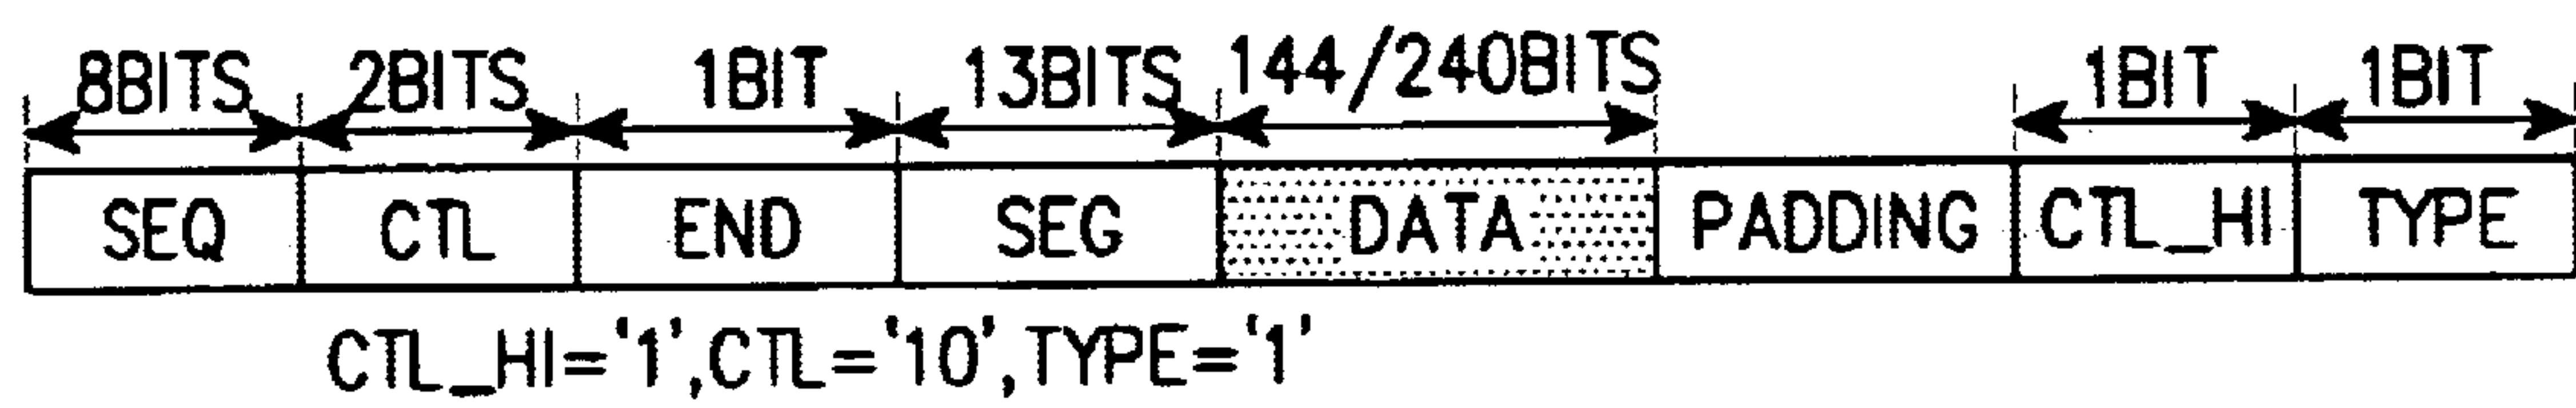 8BITS 2BITS 1BIT 13BITS 144/240BITS 1BIT 1BIT
SEQ CTL END SEG DATA PADDING CTL_HI TYPE
CTL_HI='1',CTL='10',TYPE='1'